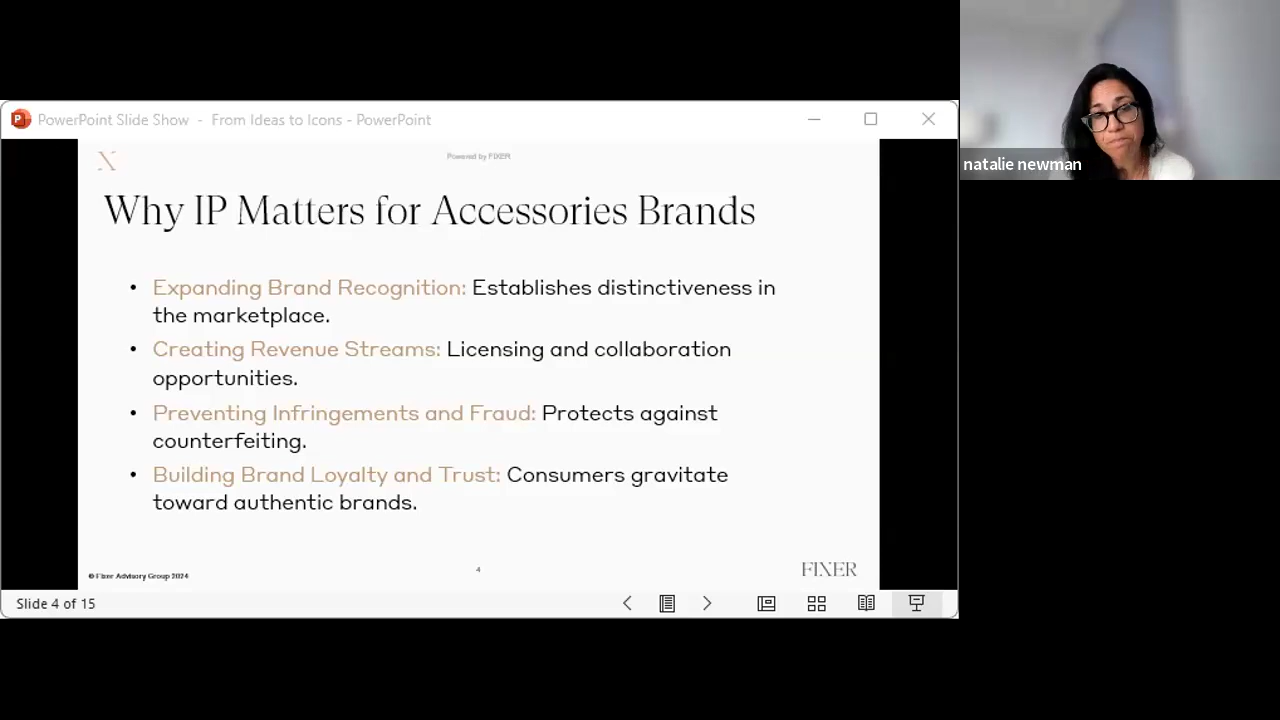 PowerPoint Slide Show - From Ideas to Icons - PowerPoint
natalie newman
X
Powered by FIXER
Why IP Matters for Accessories Brands
• Expanding Brand Recognition: Establishes distinctiveness in
the marketplace.
• Creating Revenue Streams: Licensing and collaboration
opportunities.
• Preventing Infringements and Fraud: Protects against
counterfeiting.
• Building Brand Loyalty and Trust: Consumers gravitate
toward authentic brands.
© Fixer Advisory Group 2024
4
FIXER
Slide 4 of 15